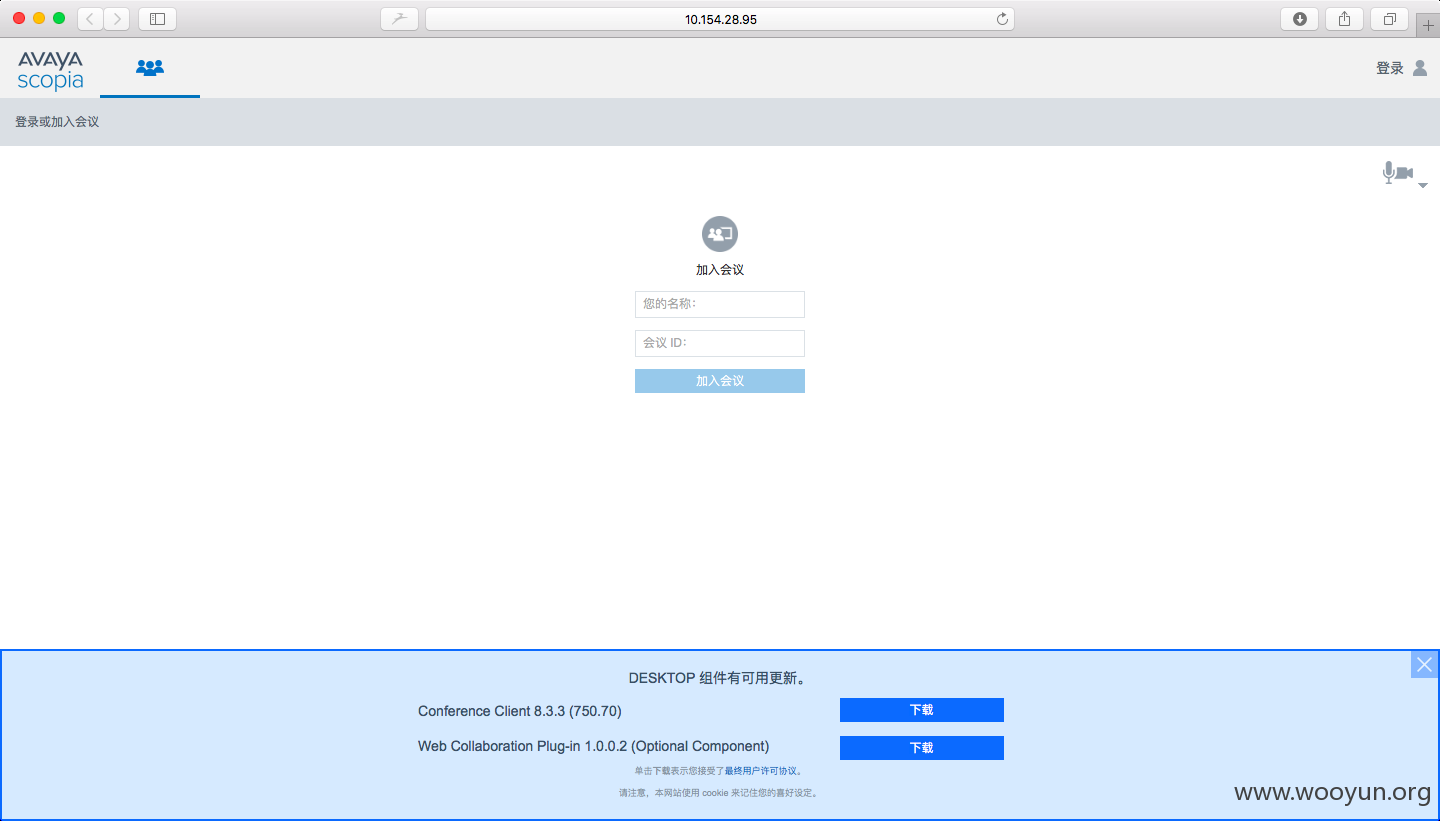 10.154.28.95
AVAYA
scopia
登录
登录或加入会议
加入会议
您的名称：
会议 ID：
加入会议
DESKTOP 组件有可用更新。
Conference Client 8.3.3 (750.70)
下载
Web Collaboration Plug-in 1.0.0.2 (Optional Component)
下载
单击下载表示您接受了最终用户许可协议。
请注意，本网站使用 cookie 来记住您的喜好设定。
www.wooyun.org